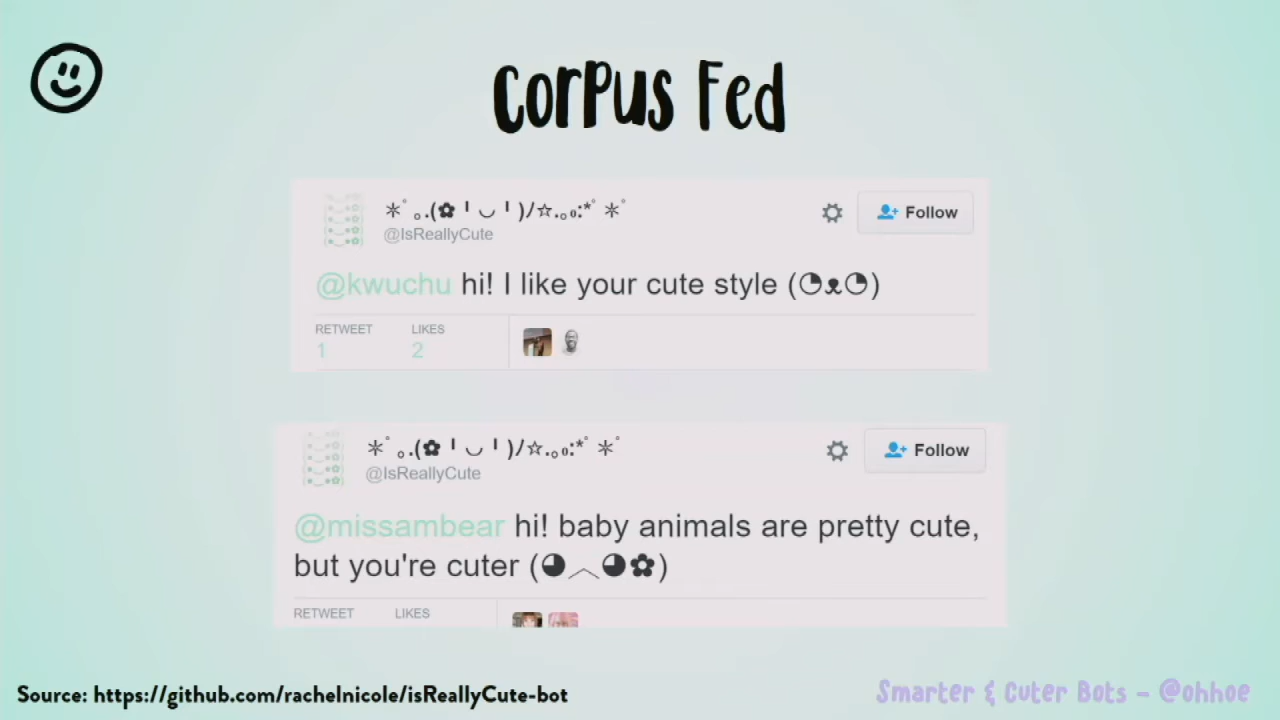 Corpus Fed
✲ﾟ｡.(✿╹◡╹)ﾉ☆.｡₀:*ﾟ✲ﾟ
@IsReallyCute
Follow
@kwuchu hi! I like your cute style (◔ᴥ◔)
RETWEET LIKES
1 2
✲ﾟ｡.(✿╹◡╹)ﾉ☆.｡₀:*ﾟ✲ﾟ
@IsReallyCute
Follow
@missambear hi! baby animals are pretty cute,
but you're cuter (◕︿◕✿)
RETWEET LIKES
Source: https://github.com/rachelnicole/isReallyCute-bot
Smarter & Cuter Bots - @ohhoe